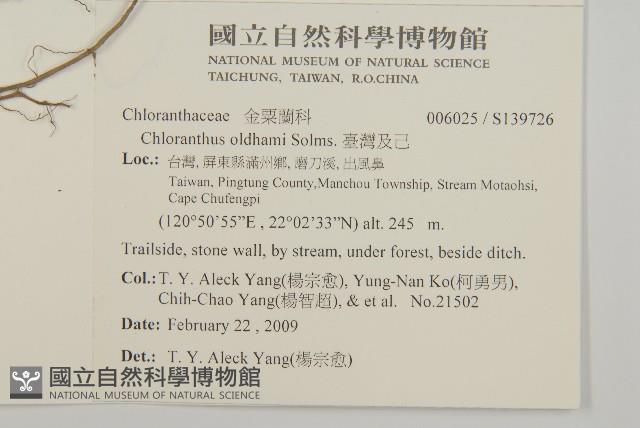 國立自然科學博物館
NATIONAL MUSEUM OF NATURAL SCIENCE
TAICHUNG, TAIWAN, R.O.CHINA
Chloranthaceae 金粟蘭科 006025 / S139726
Chloranthus oldhami Solms. 臺灣及己
Loc.: 台灣, 屏東縣滿州鄉, 磨刀溪, 出風鼻
Taiwan, Pingtung County,Manchou Township, Stream Motaohsi,
Cape Chufengpi
(120°50'55”E , 22°02'33”N) alt. 245 m.
Trailside, stone wall, by stream, under forest, beside ditch.
Col.: T. Y. Aleck Yang(楊宗愈), Yung-Nan Ko(柯勇男),
Chih-Chao Yang(楊智超), & et al. No.21502
Date: February 22 , 2009
Det.: T. Y. Aleck Yang(楊宗愈)
國立自然科學博物館
NATIONAL MUSEUM OF NATURAL SCIENCE